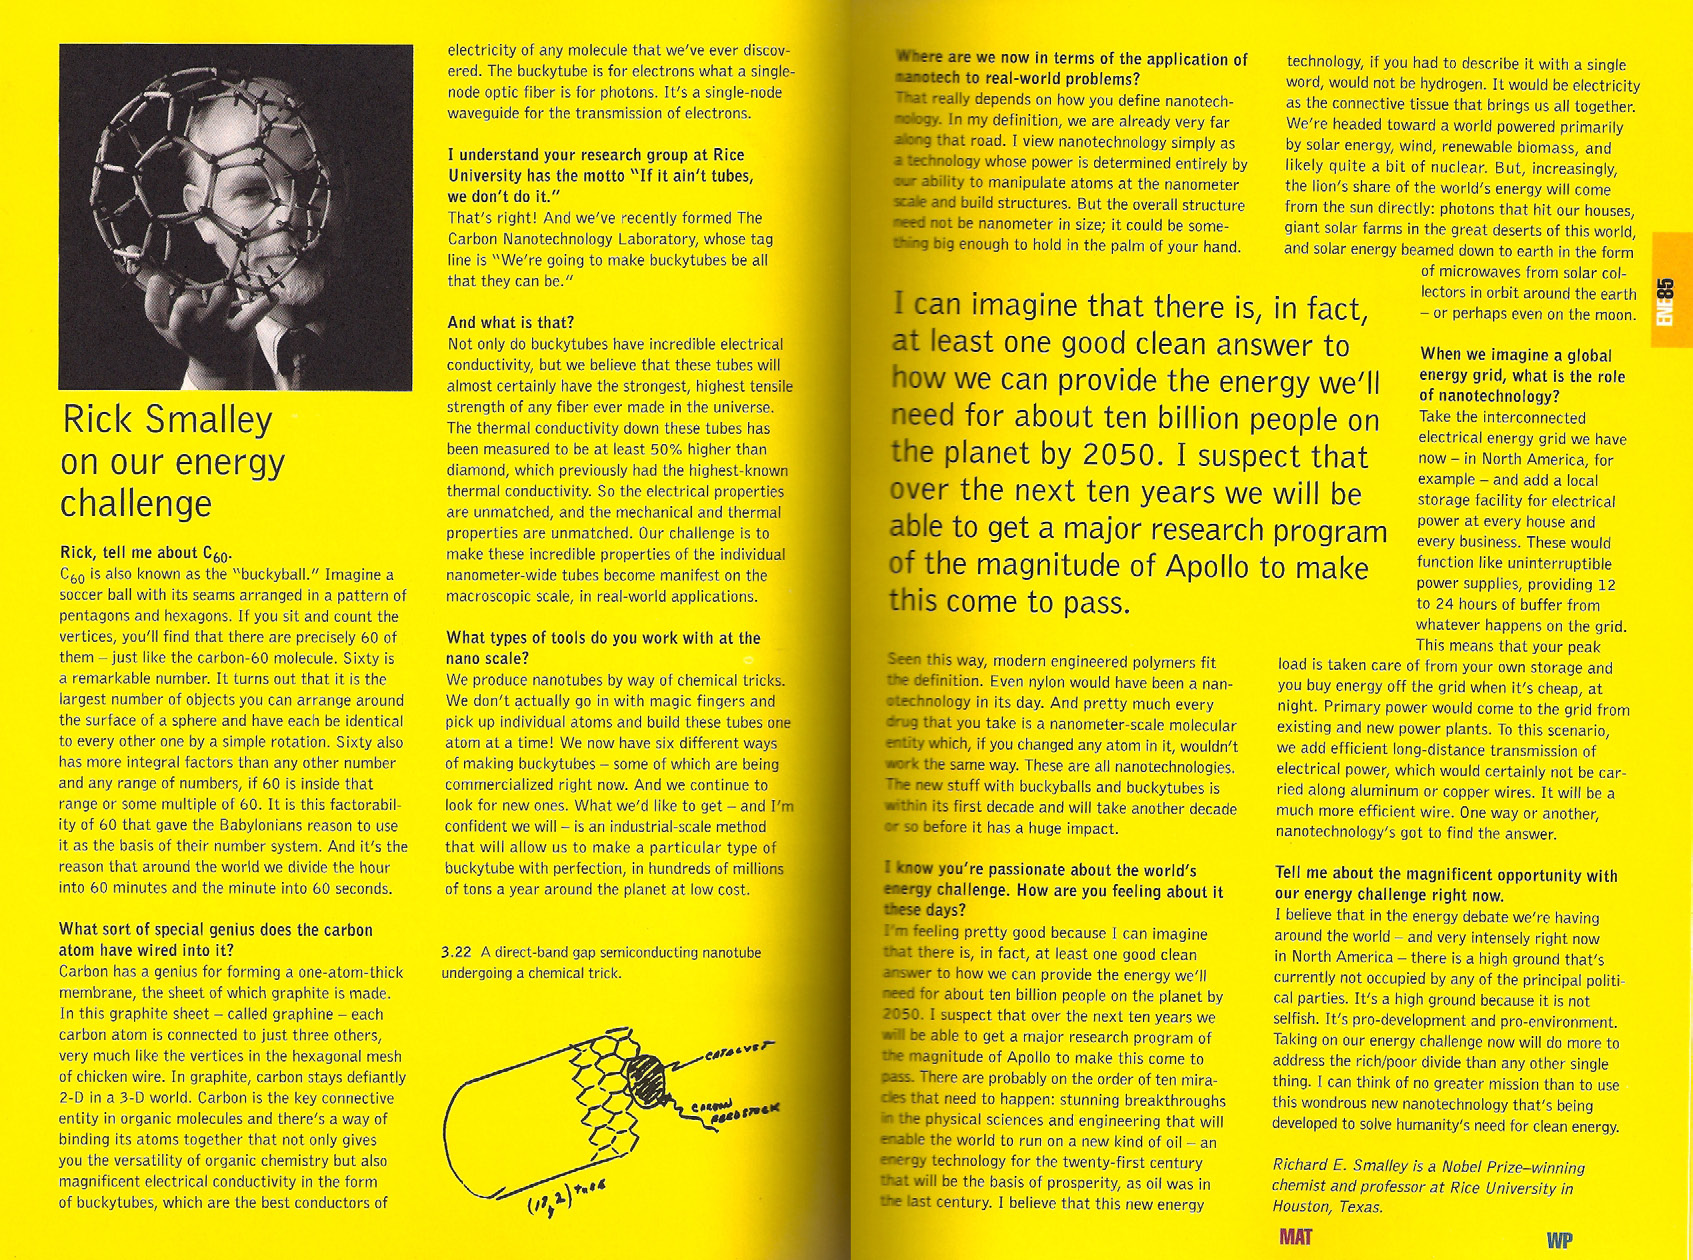 Rick Smalley
on our energy
challenge
Rick, tell me about C60.
C60 is also known as the “buckyball.” Imagine a
soccer ball with its seams arranged in a pattern of
pentagons and hexagons. If you sit and count the
vertices, you’ll find that there are precisely 60 of
them – just like the carbon-60 molecule. Sixty is
a remarkable number. It turns out that it is the
largest number of objects you can arrange around
the surface of a sphere and have each be identical
to every other one by a simple rotation. Sixty also
has more integral factors than any other number
and any range of numbers, if 60 is inside that
range or some multiple of 60. It is this factorabil-
ity of 60 that gave the Babylonians reason to use
it as the basis of their number system. And it’s the
reason that around the world we divide the hour
into 60 minutes and the minute into 60 seconds.
What sort of special genius does the carbon
atom have wired into it?
Carbon has a genius for forming a one-atom-thick
membrane, the sheet of which graphite is made.
In this graphite sheet – called graphine – each
carbon atom is connected to just three others,
very much like the vertices in the hexagonal mesh
of chicken wire. In graphite, carbon stays defiantly
2-D in a 3-D world. Carbon is the key connective
entity in organic molecules and there’s a way of
binding its atoms together that not only gives
you the versatility of organic chemistry but also
magnificent electrical conductivity in the form
of buckytubes, which are the best conductors of
electricity of any molecule that we’ve ever discov-
ered. The buckytube is for electrons what a single-
node optic fiber is for photons. It’s a single-node
waveguide for the transmission of electrons.
I understand your research group at Rice
University has the motto “If it ain’t tubes,
we don’t do it.”
That’s right! And we’ve recently formed The
Carbon Nanotechnology Laboratory, whose tag
line is “We’re going to make buckytubes be all
that they can be.”
And what is that?
Not only do buckytubes have incredible electrical
conductivity, but we believe that these tubes will
almost certainly have the strongest, highest tensile
strength of any fiber ever made in the universe.
The thermal conductivity down these tubes has
been measured to be at least 50% higher than
diamond, which previously had the highest-known
thermal conductivity. So the electrical properties
are unmatched, and the mechanical and thermal
properties are unmatched. Our challenge is to
make these incredible properties of the individual
nanometer-wide tubes become manifest on the
macroscopic scale, in real-world applications.
What types of tools do you work with at the
nano scale?
We produce nanotubes by way of chemical tricks.
We don’t actually go in with magic fingers and
pick up individual atoms and build these tubes one
atom at a time! We now have six different ways
of making buckytubes – some of which are being
commercialized right now. And we continue to
look for new ones. What we’d like to get – and I’m
confident we will – is an industrial-scale method
that will allow us to make a particular type of
buckytube with perfection, in hundreds of millions
of tons a year around the planet at low cost.
3.22 A direct-band gap semiconducting nanotube
undergoing a chemical trick.
CATALYST
CARBON
FEEDSTOCK
(12,2) TUBE
Where are we now in terms of the application of
nanotech to real-world problems?
That really depends on how you define nanotech-
nology. In my definition, we are already very far
along that road. I view nanotechnology simply as
a technology whose power is determined entirely by
our ability to manipulate atoms at the nanometer
scale and build structures. But the overall structure
need not be nanometer in size; it could be some-
thing big enough to hold in the palm of your hand.
I can imagine that there is, in fact,
at least one good clean answer to
how we can provide the energy we’ll
need for about ten billion people on
the planet by 2050. I suspect that
over the next ten years we will be
able to get a major research program
of the magnitude of Apollo to make
this come to pass.
Seen this way, modern engineered polymers fit
the definition. Even nylon would have been a nan-
otechnology in its day. And pretty much every
drug that you take is a nanometer-scale molecular
entity which, if you changed any atom in it, wouldn’t
work the same way. These are all nanotechnologies.
The new stuff with buckyballs and buckytubes is
within its first decade and will take another decade
or so before it has a huge impact.
I know you’re passionate about the world’s
energy challenge. How are you feeling about it
these days?
I’m feeling pretty good because I can imagine
that there is, in fact, at least one good clean
answer to how we can provide the energy we’ll
need for about ten billion people on the planet by
2050. I suspect that over the next ten years we
will be able to get a major research program of
the magnitude of Apollo to make this come to
pass. There are probably on the order of ten mira-
cles that need to happen: stunning breakthroughs
in the physical sciences and engineering that will
enable the world to run on a new kind of oil – an
energy technology for the twenty-first century
that will be the basis of prosperity, as oil was in
the last century. I believe that this new energy
technology, if you had to describe it with a single
word, would not be hydrogen. It would be electricity
as the connective tissue that brings us all together.
We’re headed toward a world powered primarily
by solar energy, wind, renewable biomass, and
likely quite a bit of nuclear. But, increasingly,
the lion’s share of the world’s energy will come
from the sun directly: photons that hit our houses,
giant solar farms in the great deserts of this world,
and solar energy beamed down to earth in the form
of microwaves from solar col-
lectors in orbit around the earth
– or perhaps even on the moon.
When we imagine a global
energy grid, what is the role
of nanotechnology?
Take the interconnected
electrical energy grid we have
now – in North America, for
example – and add a local
storage facility for electrical
power at every house and
every business. These would
function like uninterruptible
power supplies, providing 12
to 24 hours of buffer from
whatever happens on the grid.
This means that your peak
load is taken care of from your own storage and
you buy energy off the grid when it’s cheap, at
night. Primary power would come to the grid from
existing and new power plants. To this scenario,
we add efficient long-distance transmission of
electrical power, which would certainly not be car-
ried along aluminum or copper wires. It will be a
much more efficient wire. One way or another,
nanotechnology’s got to find the answer.
Tell me about the magnificent opportunity with
our energy challenge right now.
I believe that in the energy debate we’re having
around the world – and very intensely right now
in North America – there is a high ground that’s
currently not occupied by any of the principal politi-
cal parties. It’s a high ground because it is not
selfish. It’s pro-development and pro-environment.
Taking on our energy challenge now will do more to
address the rich/poor divide than any other single
thing. I can think of no greater mission than to use
this wondrous new nanotechnology that’s being
developed to solve humanity’s need for clean energy.
Richard E. Smalley is a Nobel Prize–winning
chemist and professor at Rice University in
Houston, Texas.
MAT WP
ENE85